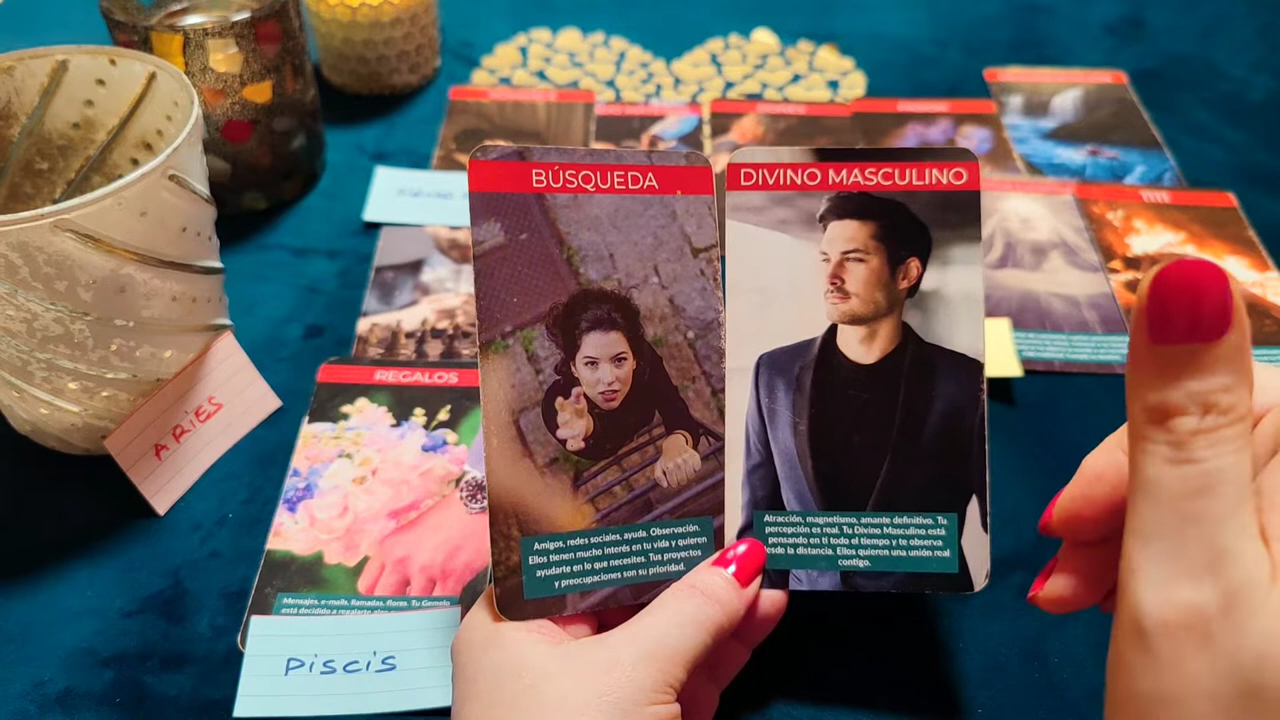 BÚSQUEDA
Amigos, redes sociales, ayuda. Observación.
Ellos tienen mucho interés en tu vida y quieren
ayudarte en lo que necesites. Tus proyectos
y preocupaciones son su prioridad.
DIVINO MASCULINO
Atracción, magnetismo, amante definitivo. Tu
percepción es real. Tu Divino Masculino está
pensando en ti todo el tiempo y te observa
desde la distancia. Ellos quieren una unión real
contigo.
REGALOS
Mensajes, e-mails, llamadas, flores. Tu Gemelo
está decidido a regalarte
ARIES
PISCIS